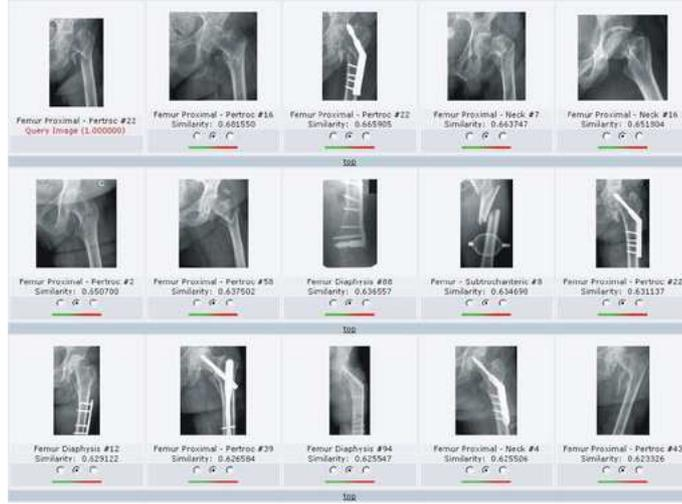 Femur Proximal - Pertroc #22
Query Image (1.000000)
Femur Proximal - Pertroc #16
Similarity: 0.681550
Femur Proximal - Pertroc #22
Similarity: 0.665905
Femur Proximal - Neck #7
Similarity: 0.663747
Femur Proximal - Neck #16
Similarity: 0.651804
top
Femur Proximal - Pertroc #2
Similarity: 0.650700
Femur Proximal - Pertroc #58
Similarity: 0.637502
Femur Diaphysis #88
Similarity: 0.636557
Femur - Subtrochanteric #8
Similarity: 0.634690
Femur Proximal - Pertroc #22
Similarity: 0.631137
top
Femur Diaphysis #12
Similarity: 0.629122
Femur Proximal - Pertroc #39
Similarity: 0.626584
Femur Diaphysis #94
Similarity: 0.625547
Femur Proximal - Neck #4
Similarity: 0.625506
Femur Proximal - Pertroc #43
Similarity: 0.623326
top